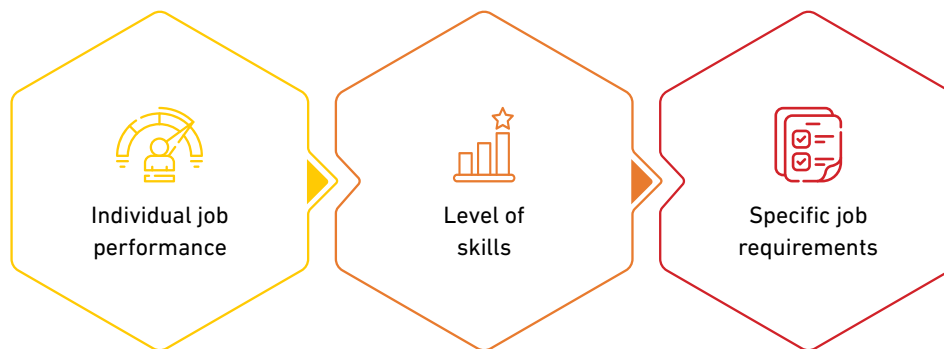 Individual job
performance
Level of
skills
Specific job
requirements